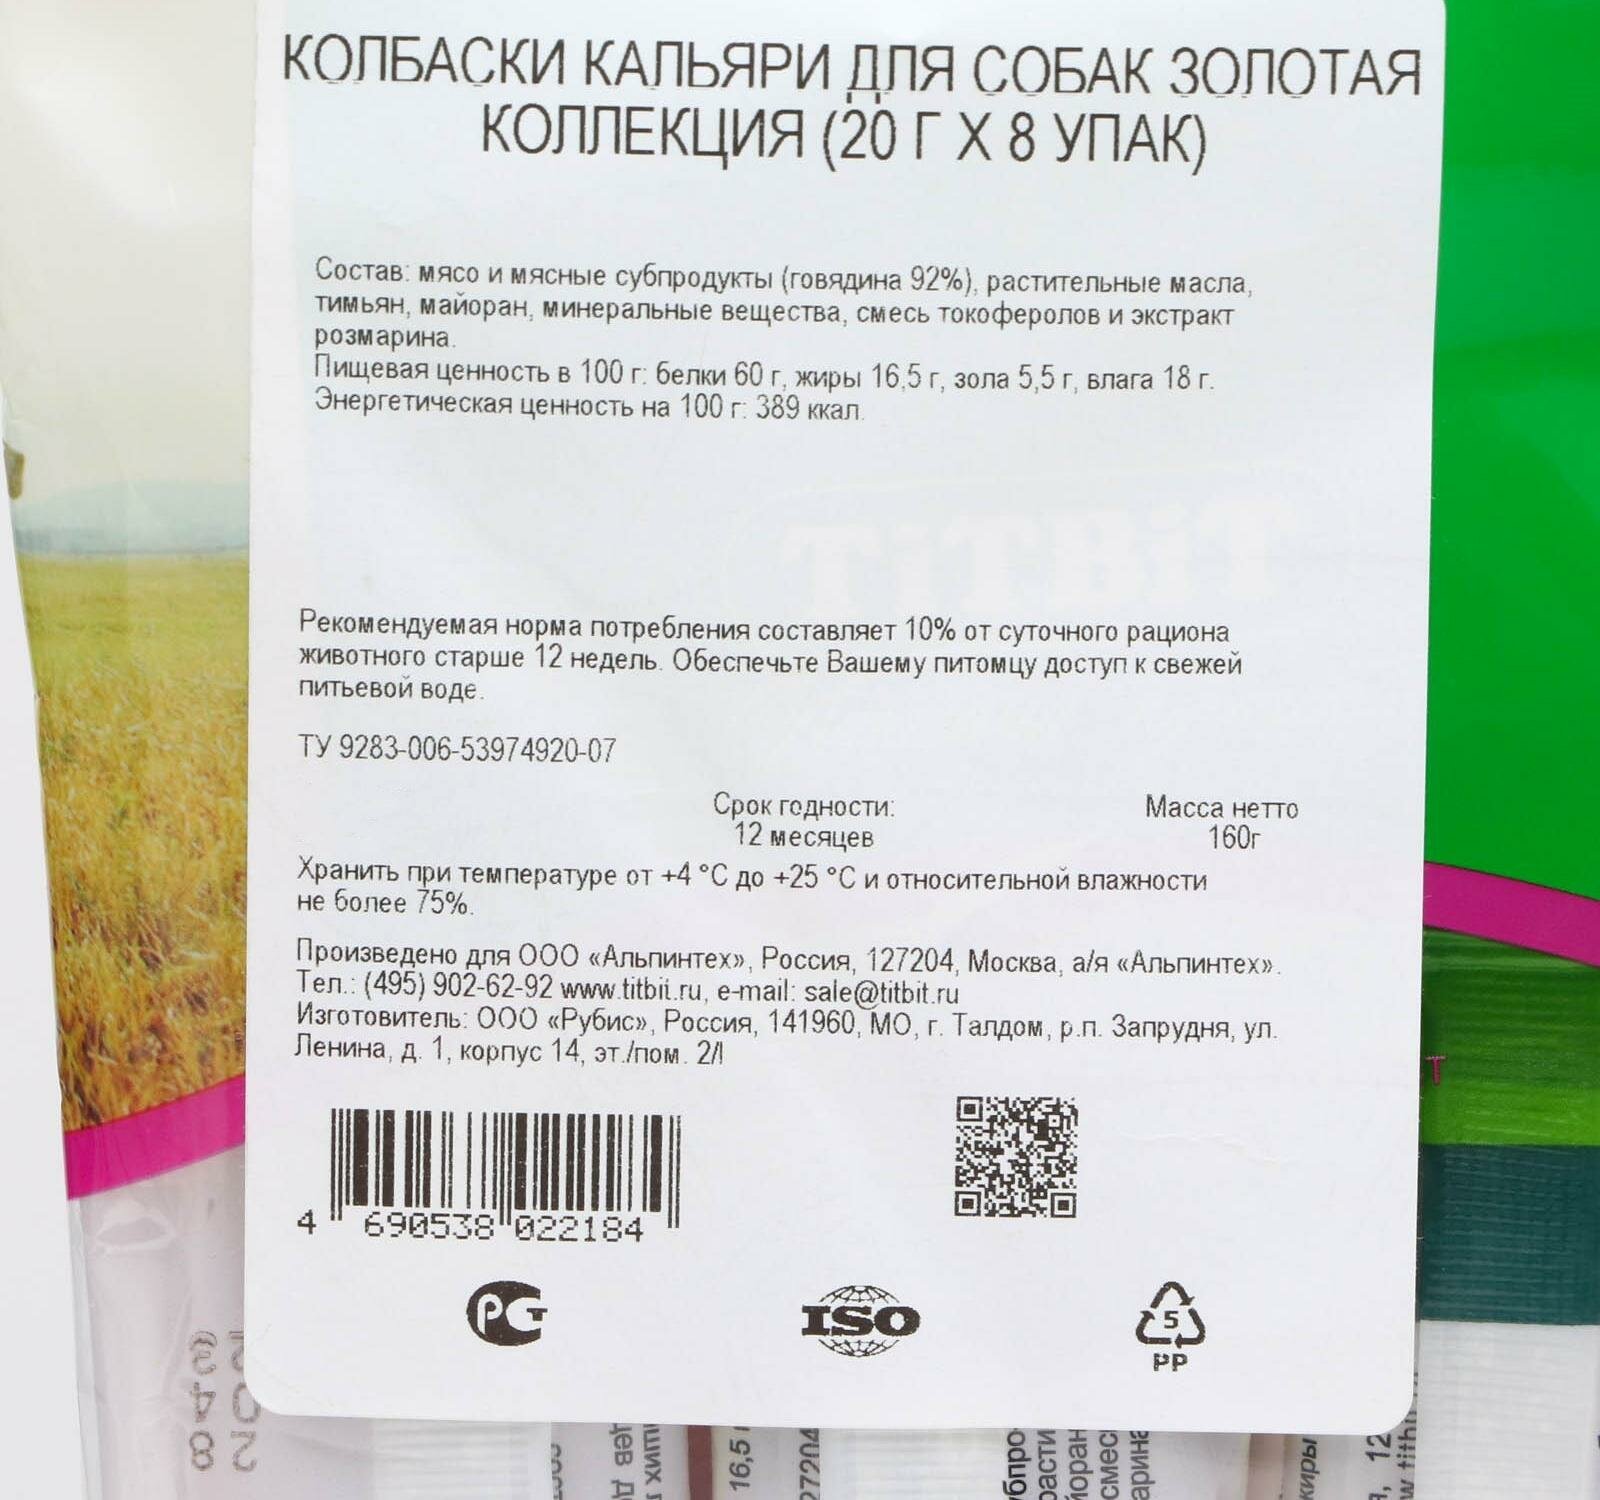 КОЛБАСКИ КАЛЬЯРИ ДЛЯ СОБАК ЗОЛОТАЯ
КОЛЛЕКЦИЯ (20 Г Х 8 УПАК)
Состав: мясо и мясные субпродукты (говядина 92%), растительные масла,
тимьян, майоран, минеральные вещества, смесь токоферолов и экстракт
розмарина.
Пищевая ценность в 100 г: белки 60 г, жиры 16,5 г, зола 5,5 г, влага 18 г.
Энергетическая ценность на 100 г: 389 ккал.
TiTBiT
Рекомендуемая норма потребления составляет 10% от суточного рациона
животного старше 12 недель. Обеспечьте Вашему питомцу доступ к свежей
питьевой воде.
ТУ 9283-006-53974920-07
Срок годности:
12 месяцев
Масса нетто
160г
Хранить при температуре от +4 °С до +25 °С и относительной влажности
не более 75%.
Произведено для ООО «Альпинтех», Россия, 127204, Москва, а/я «Альпинтех».
Тел.: (495) 902-62-92 www.titbit.ru, e-mail: sale@titbit.ru
Изготовитель: ООО «Рубис», Россия, 141960, МО, г. Талдом, р.п. Запрудня, ул.
Ленина, д. 1, корпус 14, эт./пом. 2/I
4 690538 022184
РСТ
ISO
5
PP
16,5
27204
жиры